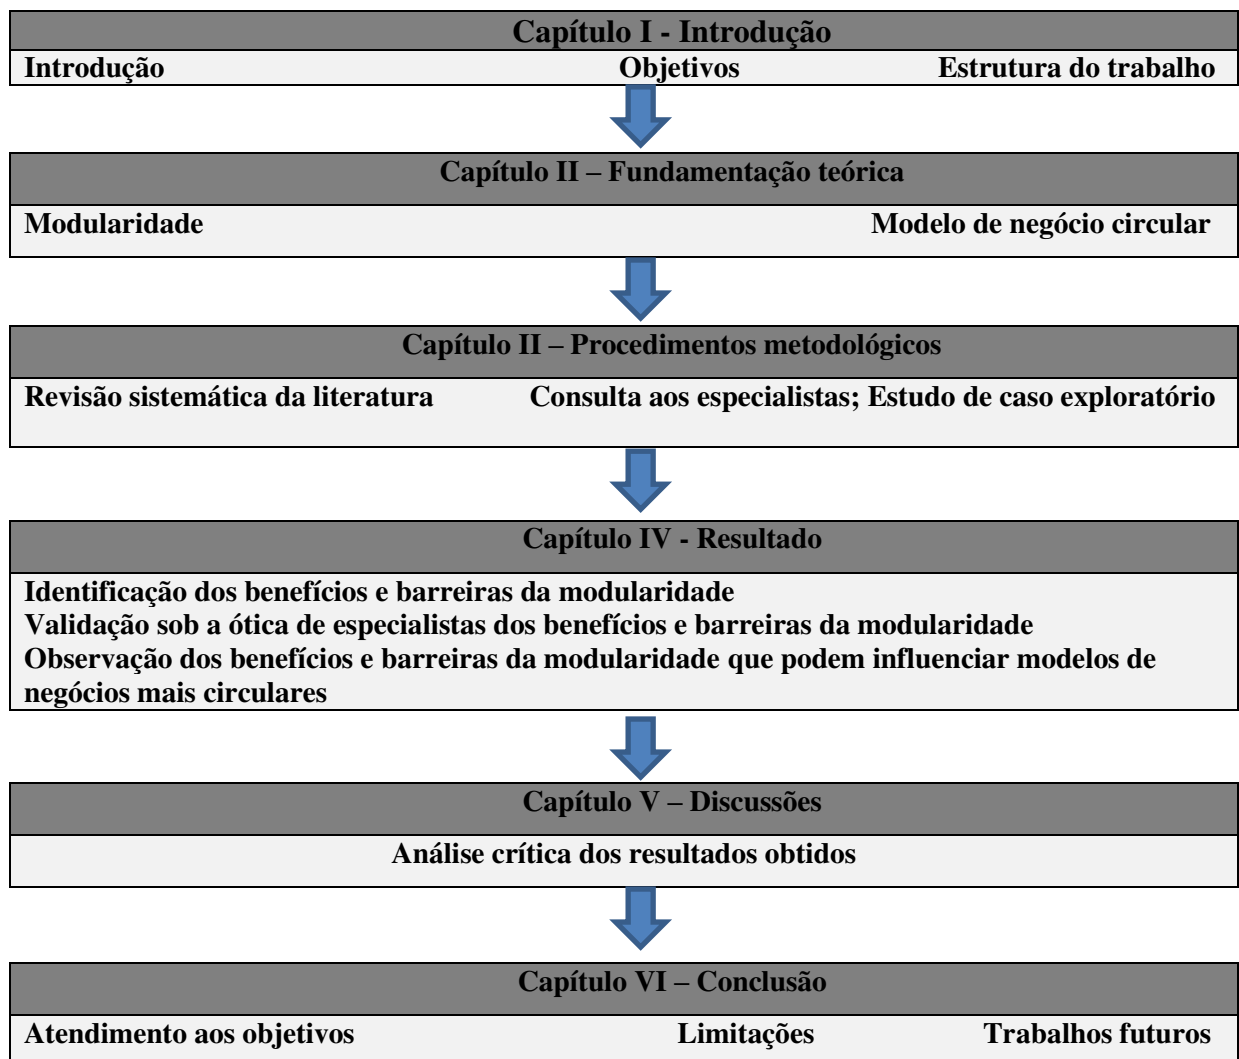 Capítulo I - Introdução
Introdução Objetivos Estrutura do trabalho
Capítulo II – Fundamentação teórica
Modularidade Modelo de negócio circular
Capítulo II – Procedimentos metodológicos
Revisão sistemática da literatura Consulta aos especialistas; Estudo de caso exploratório
Capítulo IV - Resultado
Identificação dos benefícios e barreiras da modularidade
Validação sob a ótica de especialistas dos benefícios e barreiras da modularidade
Observação dos benefícios e barreiras da modularidade que podem influenciar modelos de
negócios mais circulares
Capítulo V – Discussões
Análise crítica dos resultados obtidos
Capítulo VI – Conclusão
Atendimento aos objetivos Limitações Trabalhos futuros